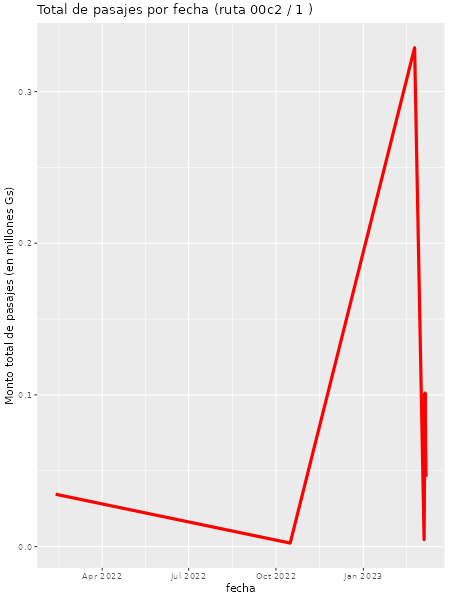 Total de pasajes por fecha (ruta 00c2 / 1 )
Monto total de pasajes (en millones Gs)
0.3
0.2
0.1
0.0
Apr 2022
Jul 2022
Oct 2022
Jan 2023
fecha